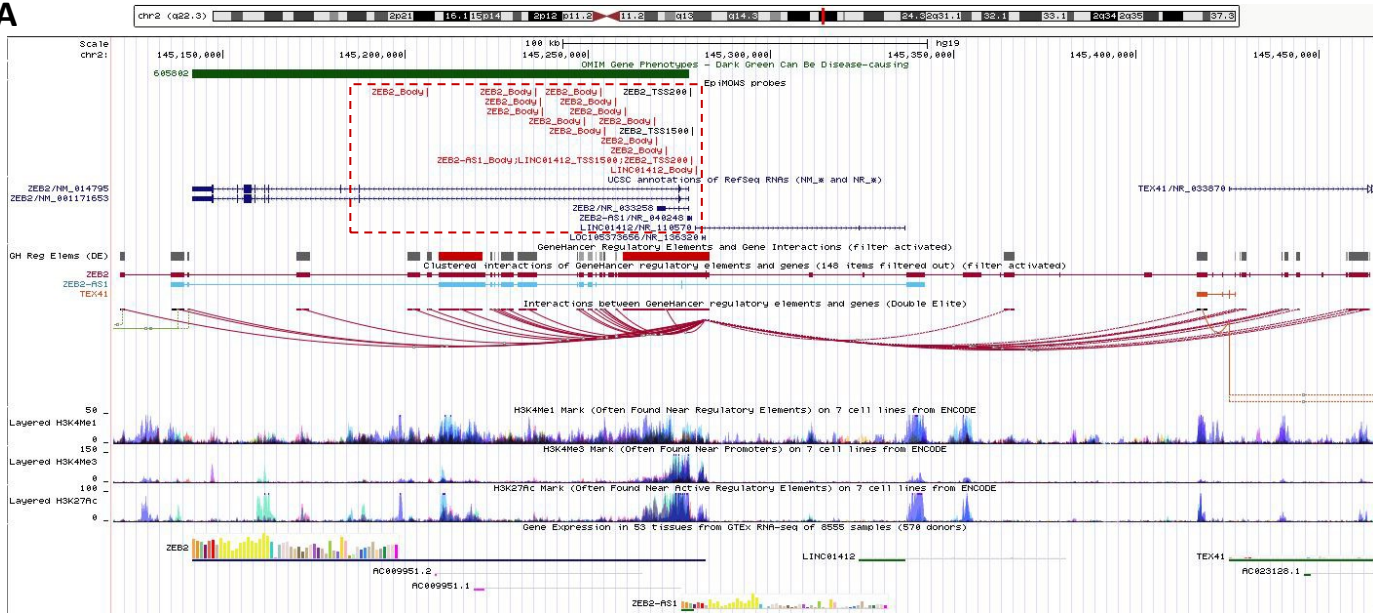 A
chr2 (q22.3) 2p21 16.1 15 p14 2p12 p11.2 11.2 q13 q14.3 24.3 2q31.1 32.1 33.1 2q34 2q35 37.3
Scale 100 kb hg19
chr2: 145,150,000 145,200,000 145,250,000 145,300,000 145,350,000 145,400,000 145,450,000
OMIM Gene Phenotypes - Dark Green Can Be Disease-causing
605802
EpiMOWS probes
ZEB2_Body ZEB2_Body ZEB2_Body ZEB2_TSS200
ZEB2_Body ZEB2_Body
ZEB2_Body ZEB2_Body
ZEB2_Body ZEB2_Body
ZEB2_Body ZEB2_TSS1500
ZEB2_Body
ZEB2_Body
ZEB2-AS1_Body;LINC01412_TSS1500;ZEB2_TSS200
LINC01412_Body
UCSC annotations of RefSeq RNAs (NM_* and NR_*)
ZEB2/NM_014795 TEX41/NR_033870
ZEB2/NM_001171653
ZEB2/NR_033258
ZEB2-AS1/NR_040248
LINC01412/NR_110570
LOC105373656/NR_136320
GeneHancer Regulatory Elements and Gene Interactions (filter activated)
GH Reg Elems (DE)
Clustered interactions of GeneHancer regulatory elements and genes (148 items filtered out) (filter activated)
ZEB2
ZEB2-AS1
TEX41
Interactions between GeneHancer regulatory elements and genes (Double Elite)
H3K4Me1 Mark (Often Found Near Regulatory Elements) on 7 cell lines from ENCODE
50
Layered H3K4Me1
0
H3K4Me3 Mark (Often Found Near Promoters) on 7 cell lines from ENCODE
150
Layered H3K4Me3
0
H3K27Ac Mark (Often Found Near Active Regulatory Elements) on 7 cell lines from ENCODE
100
Layered H3K27Ac
0
Gene Expression in 53 tissues from GTEx RNA-seq of 8555 samples (570 donors)
ZEB2 LINC01412 TEX41
AC009951.2 AC023128.1
AC009951.1
ZEB2-AS1